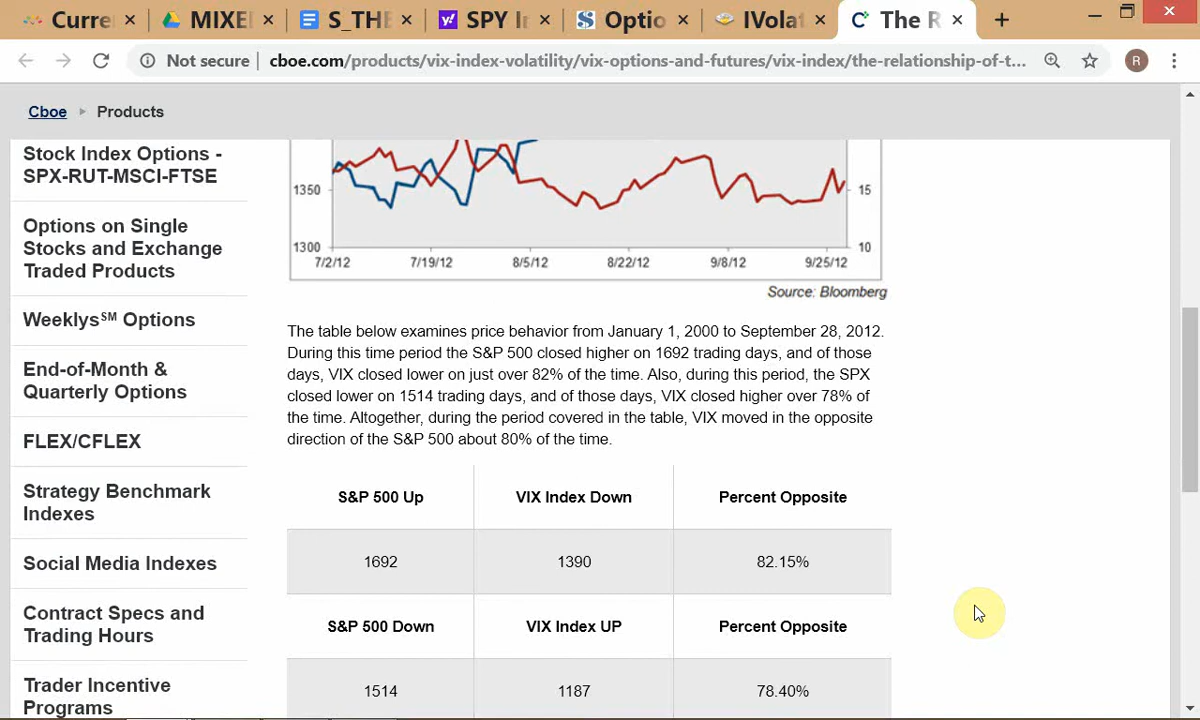 Curre
MIXE
S_THE
SPY I
Optio
IVolat
The R
Not secure
cboe.com/products/vix-index-volatility/vix-options-and-futures/vix-index/the-relationship-of-t...
R
Cboe
Products
Stock Index Options -
SPX-RUT-MSCI-FTSE
Options on Single
Stocks and Exchange
Traded Products
Weeklys℠ Options
End-of-Month &
Quarterly Options
FLEX/CFLEX
Strategy Benchmark
Indexes
Social Media Indexes
Contract Specs and
Trading Hours
Trader Incentive
Programs
1350
15
1300
10
7/2/12
7/19/12
8/5/12
8/22/12
9/8/12
9/25/12
Source: Bloomberg
The table below examines price behavior from January 1, 2000 to September 28, 2012.
During this time period the S&P 500 closed higher on 1692 trading days, and of those
days, VIX closed lower on just over 82% of the time. Also, during this period, the SPX
closed lower on 1514 trading days, and of those days, VIX closed higher over 78% of
the time. Altogether, during the period covered in the table, VIX moved in the opposite
direction of the S&P 500 about 80% of the time.
S&P 500 Up VIX Index Down Percent Opposite
1692 1390 82.15%
S&P 500 Down VIX Index UP Percent Opposite
1514 1187 78.40%